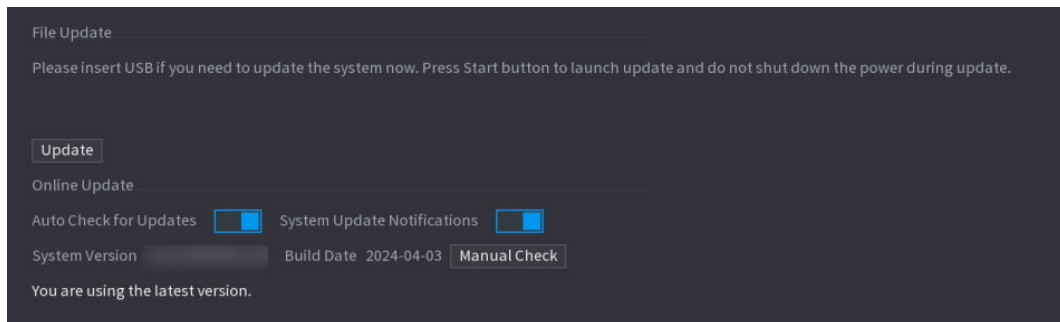 File Update
Please insert USB if you need to update the system now. Press Start button to launch update and do not shut down the power during update.
Update
Online Update
Auto Check for Updates System Update Notifications
System Version Build Date 2024-04-03 Manual Check
You are using the latest version.